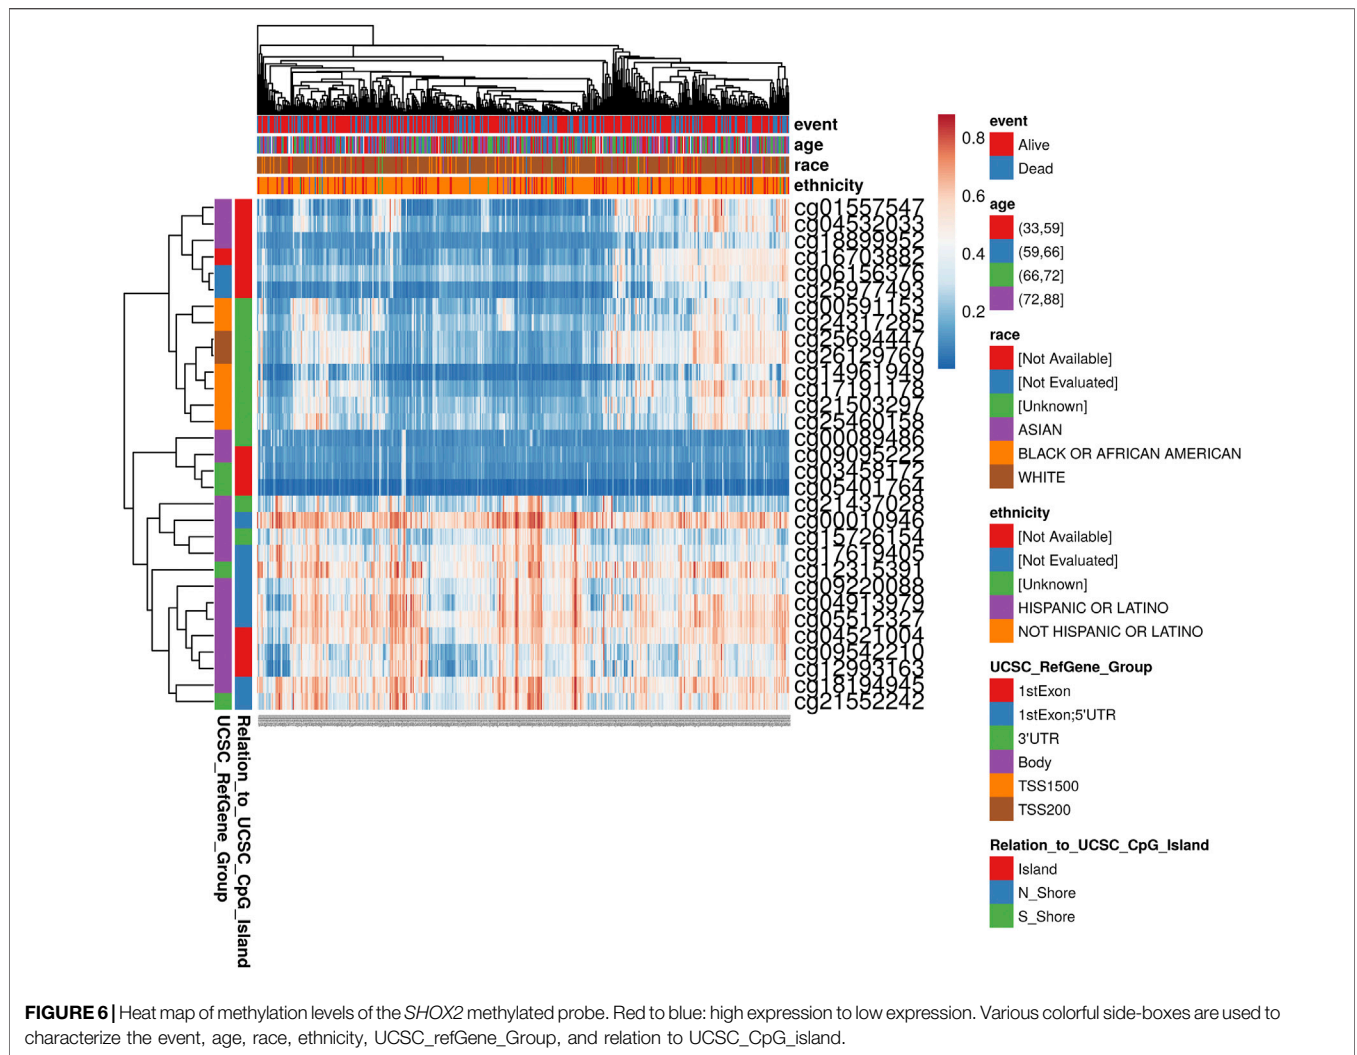 event
age
race
ethnicity
cg01557547
cg04532033
cg18899952
cg16703882
cg06156376
cg25977493
cg00591153
cg24317285
cg25694447
cg26129769
cg14961949
cg17191178
cg21503297
cg25460158
cg00089486
cg09095222
cg03458172
cg05401764
cg21437028
cg00010946
cg15726154
cg17619405
cg12315391
cg09220088
cg04913979
cg05512327
cg04521004
cg09542210
cg12993163
cg18194945
cg21552242
UCSC_RefGene_Group
Relation_to_UCSC_CpG_Island
0.8
0.6
0.4
0.2
event
Alive
Dead
age
(33,59]
(59,66]
(66,72]
(72,88]
race
[Not Available]
[Not Evaluated]
[Unknown]
ASIAN
BLACK OR AFRICAN AMERICAN
WHITE
ethnicity
[Not Available]
[Not Evaluated]
[Unknown]
HISPANIC OR LATINO
NOT HISPANIC OR LATINO
UCSC_RefGene_Group
1stExon
1stExon;5'UTR
3'UTR
Body
TSS1500
TSS200
Relation_to_UCSC_CpG_Island
Island
N_Shore
S_Shore
FIGURE 6 | Heat map of methylation levels of the SHOX2 methylated probe. Red to blue: high expression to low expression. Various colorful side-boxes are used to
characterize the event, age, race, ethnicity, UCSC_refGene_Group, and relation to UCSC_CpG_island.